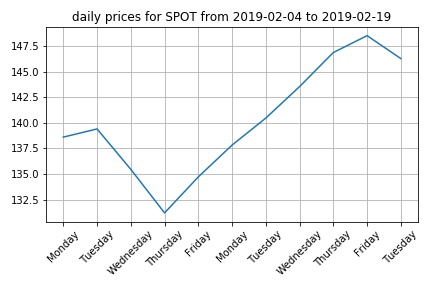 daily prices for SPOT from 2019-02-04 to 2019-02-19
147.5
145.0
142.5
140.0
137.5
135.0
132.5
Monday
Tuesday
Wednesday
Thursday
Friday
Monday
Tuesday
Wednesday
Thursday
Friday
Tuesday